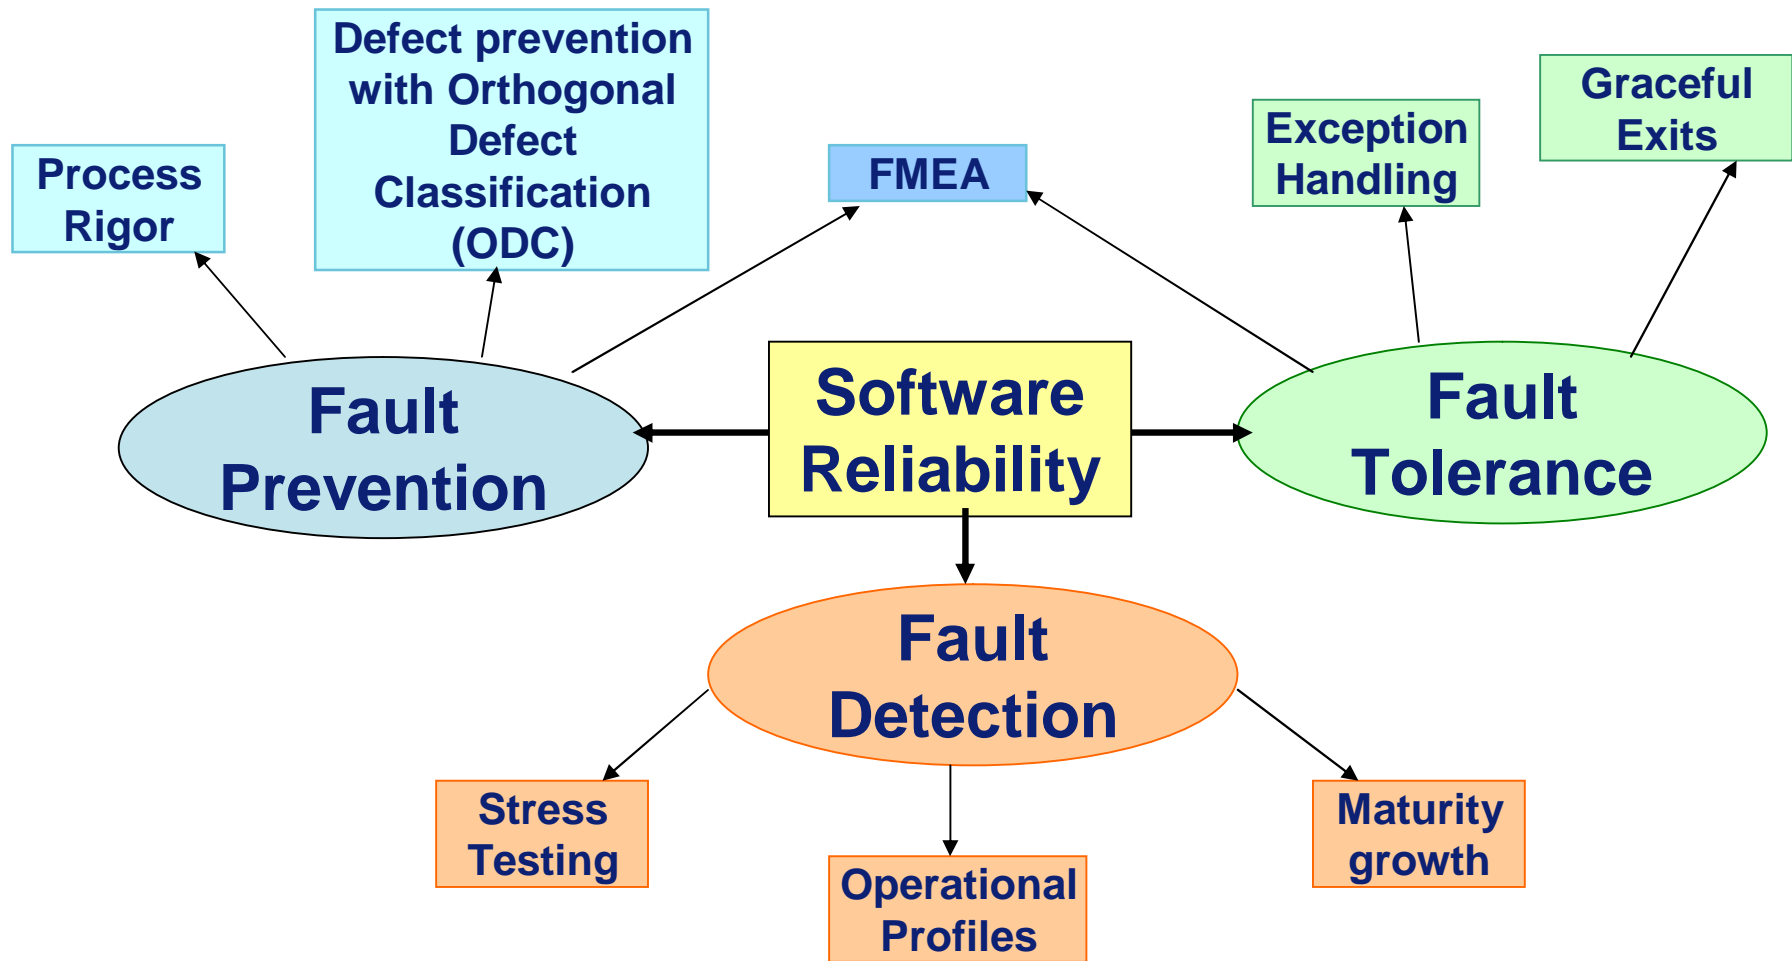 Defect prevention
with Orthogonal
Defect
Classification
(ODC)
Process
Rigor
FMEA
Exception
Handling
Graceful
Exits
Fault
Prevention
Software
Reliability
Fault
Tolerance
Fault
Detection
Stress
Testing
Operational
Profiles
Maturity
growth